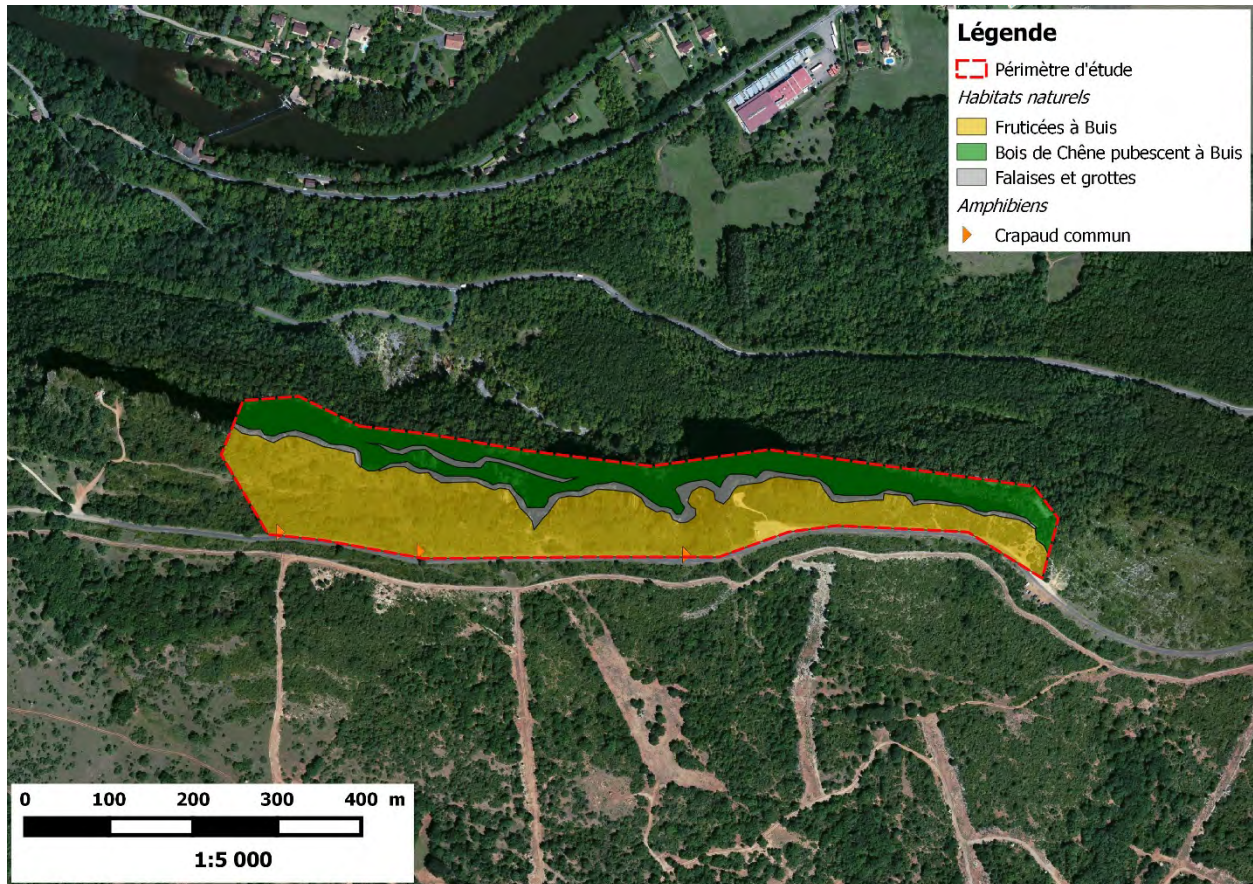 Légende
Périmètre d'étude
Habitats naturels
Fruticées à Buis
Bois de Chêne pubescent à Buis
Falaises et grottes
Amphibiens
Crapaud commun
0 100 200 300 400 m
1:5 000